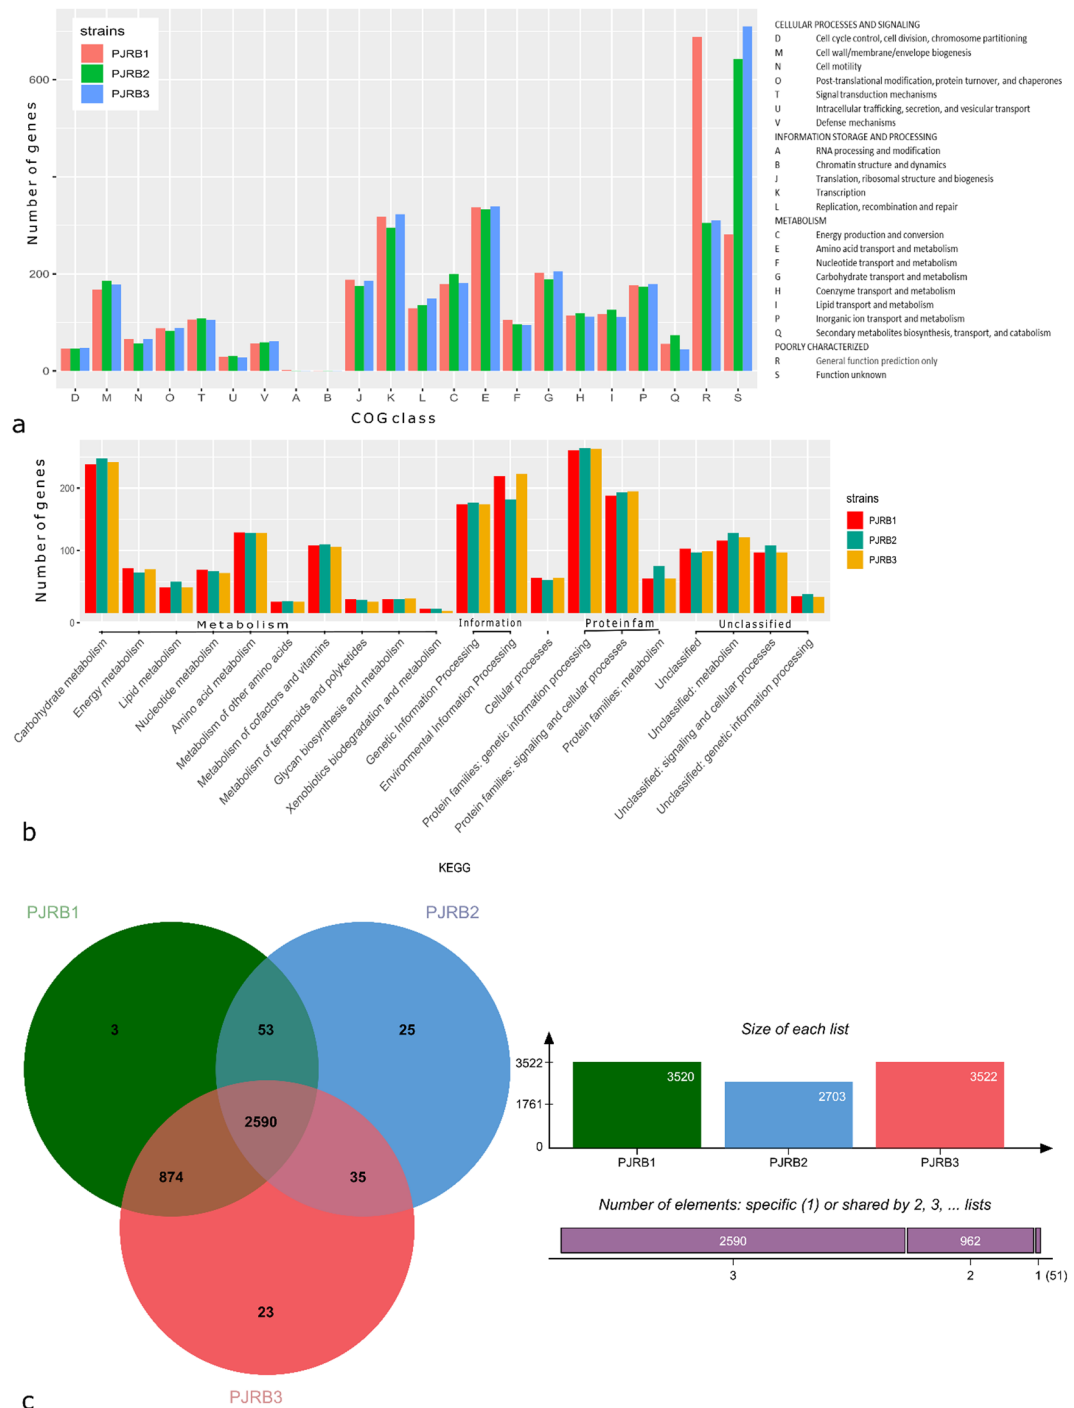 strains
PJRB1
PJRB2
PJRB3
Number of genes
600
200
0
D M N O T U V A B J K L C E F G H I P Q R S
COG class
CELLULAR PROCESSES AND SIGNALING
D Cell cycle control, cell division, chromosome partitioning
M Cell wall/membrane/envelope biogenesis
N Cell motility
O Post-translational modification, protein turnover, and chaperones
T Signal transduction mechanisms
U Intracellular trafficking, secretion, and vesicular transport
V Defense mechanisms
INFORMATION STORAGE AND PROCESSING
A RNA processing and modification
B Chromatin structure and dynamics
J Translation, ribosomal structure and biogenesis
K Transcription
L Replication, recombination and repair
METABOLISM
C Energy production and conversion
E Amino acid transport and metabolism
F Nucleotide transport and metabolism
G Carbohydrate transport and metabolism
H Coenzyme transport and metabolism
I Lipid transport and metabolism
P Inorganic ion transport and metabolism
Q Secondary metabolites biosynthesis, transport, and catabolism
POORLY CHARACTERIZED
R General function prediction only
S Function unknown
a
Number of genes
200
100
0
strains
PJRB1
PJRB2
PJRB3
Metabolism
Information
Protein fam
Unclassified
Carbohydrate metabolism
Energy metabolism
Lipid metabolism
Nucleotide metabolism
Amino acid metabolism
Metabolism of other amino acids
Metabolism of cofactors and vitamins
Metabolism of terpenoids and polyketides
Glycan biosynthesis and metabolism
Xenobiotics biodegradation and metabolism
Genetic Information Processing
Environmental Information Processing
Cellular processes
Protein families: genetic information processing
Protein families: signaling and cellular processes
Protein families: metabolism
Unclassified
Unclassified: metabolism
Unclassified: signaling and cellular processes
Unclassified: genetic information processing
b
KEGG
PJRB1
PJRB2
3
53
25
2590
874
35
23
PJRB3
Size of each list
3522
1761
0
3520
2703
3522
PJRB1
PJRB2
PJRB3
Number of elements: specific (1) or shared by 2, 3, ... lists
2590
962
3
2
1 (51)
c